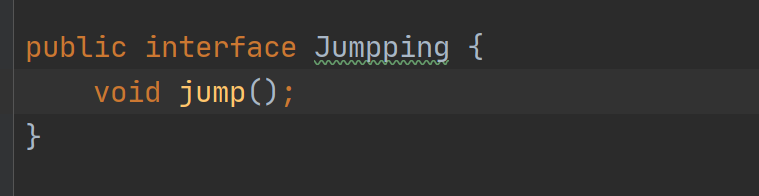 public interface Jumpping {
    void jump();
}